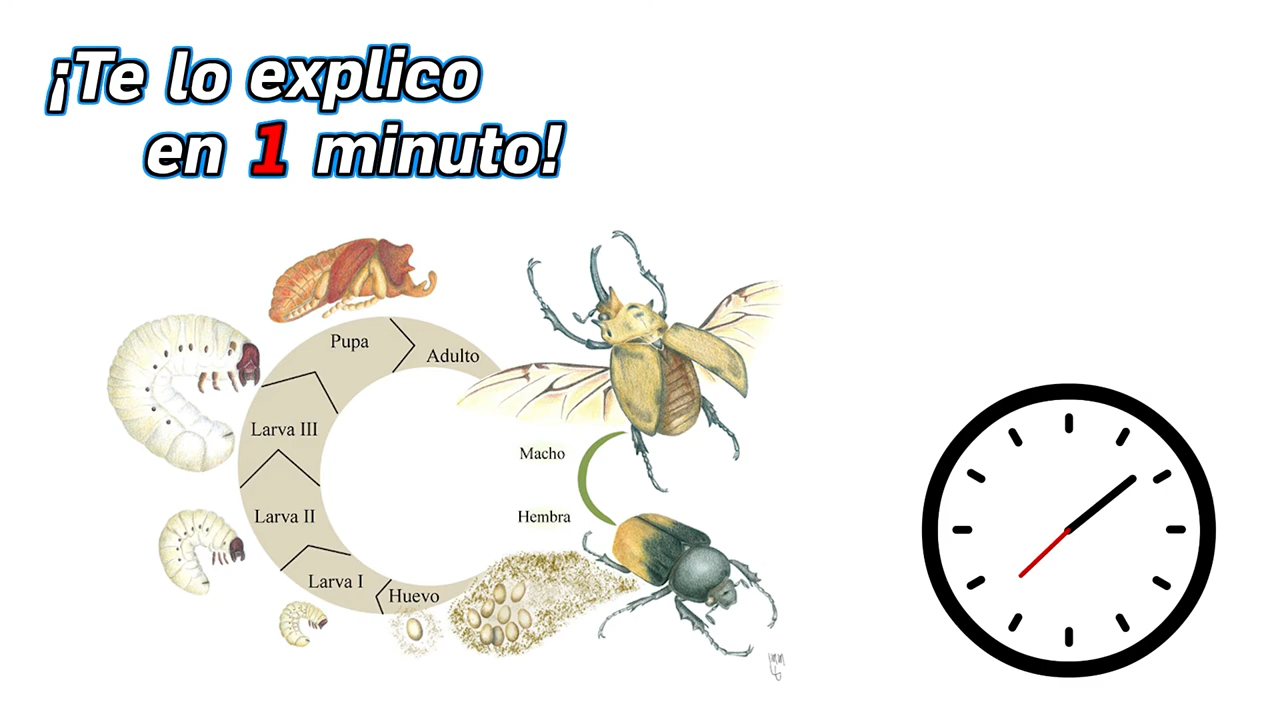 ¡Te lo explico
en 1 minuto!
Pupa
Adulto
Larva III
Macho
Larva II
Hembra
Larva I
Huevo